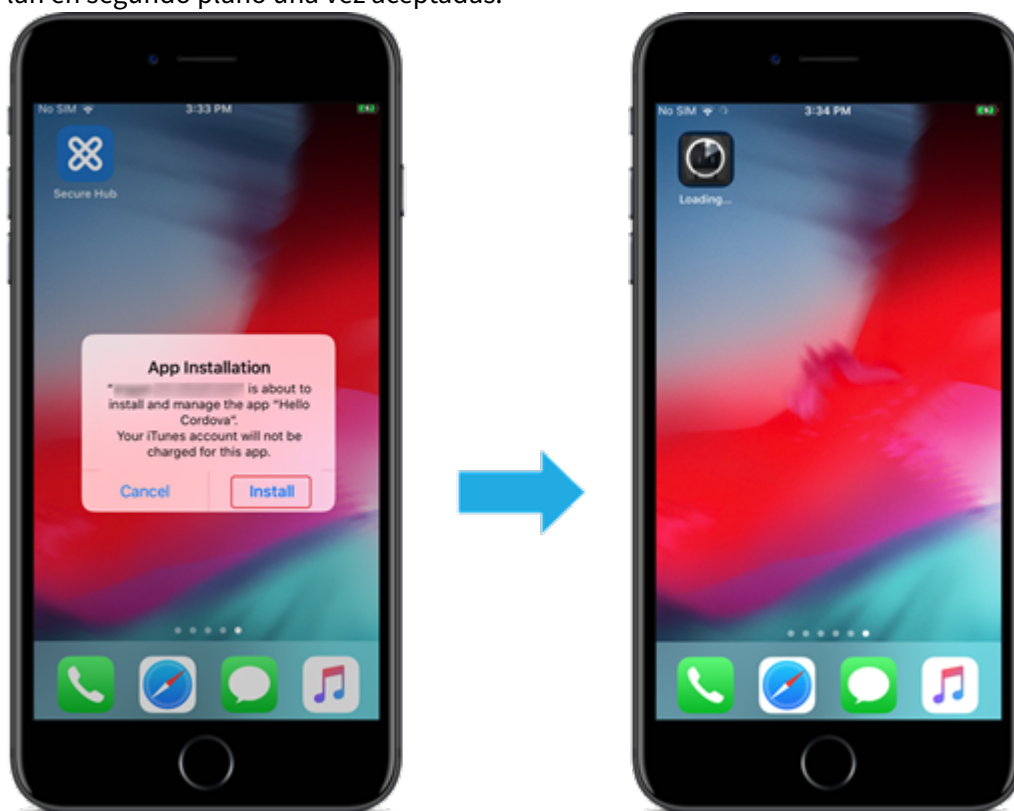 lan en segundo plano una vez aceptadas.
No SIM
3:33 PM
Secure Hub
App Installation
" is about to
install and manage the app "Hello
Cordova".
Your iTunes account will not be
charged for this app.
Cancel
Install
No SIM
3:34 PM
Loading...